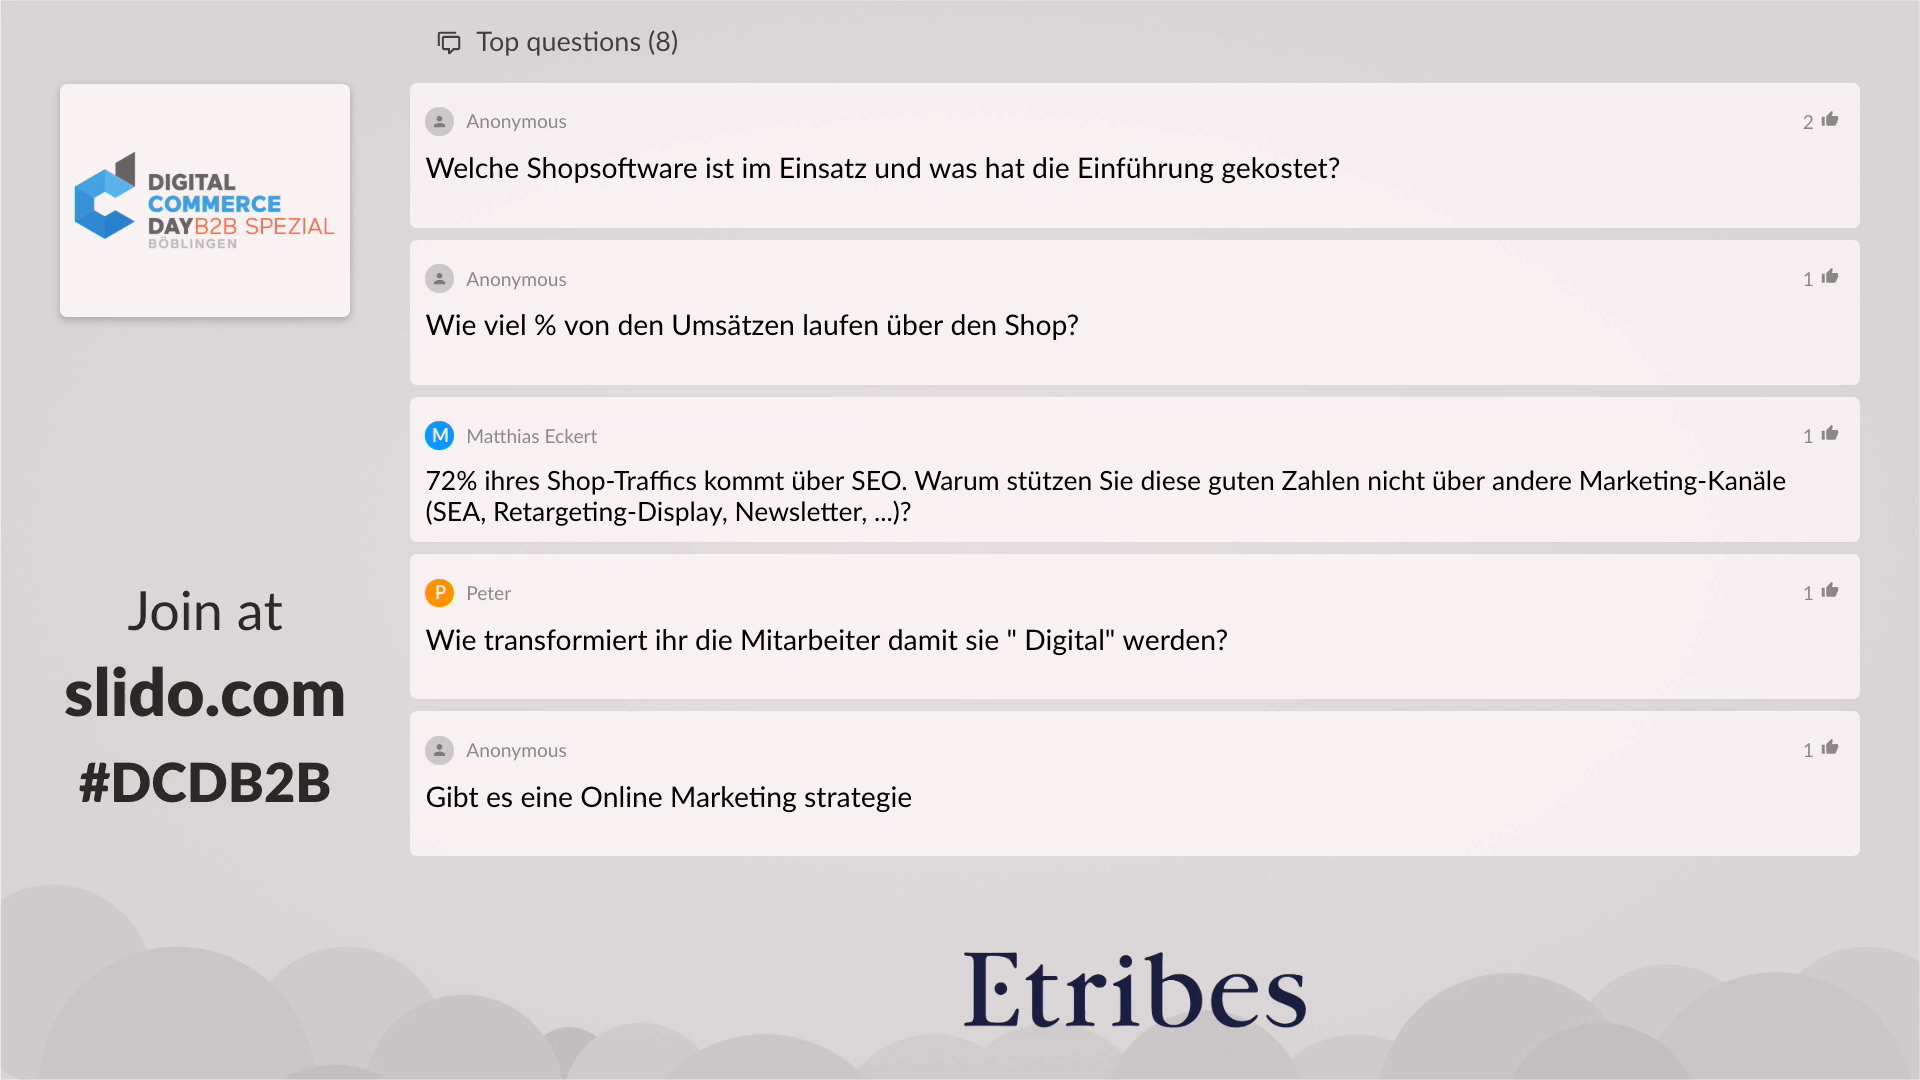 Top questions (8)
DIGITAL
COMMERCE
DAYB2B SPEZIAL
BÖBLINGEN
Join at
slido.com
#DCDB2B
Anonymous
2
Welche Shopsoftware ist im Einsatz und was hat die Einführung gekostet?
Anonymous
1
Wie viel % von den Umsätzen laufen über den Shop?
M Matthias Eckert
1
72% ihres Shop-Traffics kommt über SEO. Warum stützen Sie diese guten Zahlen nicht über andere Marketing-Kanäle
(SEA, Retargeting-Display, Newsletter, ...)?
P Peter
1
Wie transformiert ihr die Mitarbeiter damit sie " Digital" werden?
Anonymous
1
Gibt es eine Online Marketing strategie
Etribes